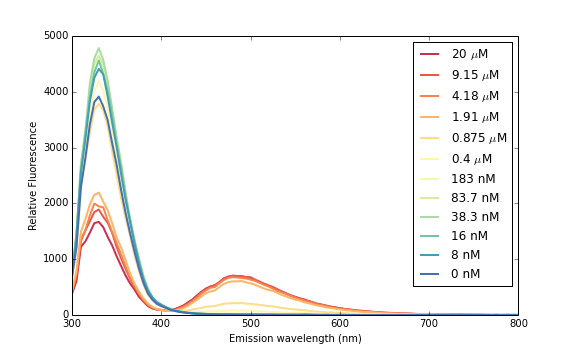 5000
4000
3000
2000
1000
0
300
400
500
600
700
800
Relative Fluorescence
Emission wavelength (nm)
20 μM
9.15 μM
4.18 μM
1.91 μM
0.875 μM
0.4 μM
183 nM
83.7 nM
38.3 nM
16 nM
8 nM
0 nM